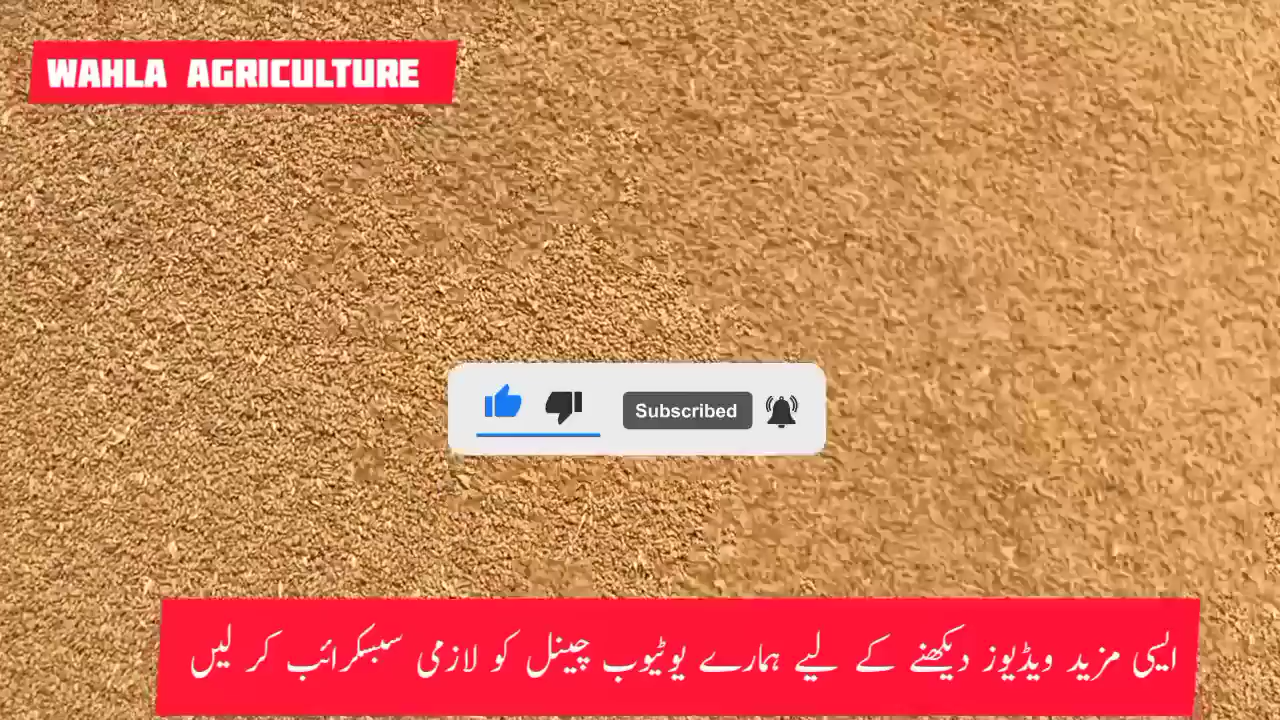 WAHLA AGRICULTURE
Subscribed
ایسی مزید ویڈیوز دیکھنے کے لیے ہمارے یوٹیوب چینل کو لازمی سبسکرائب کر لیں